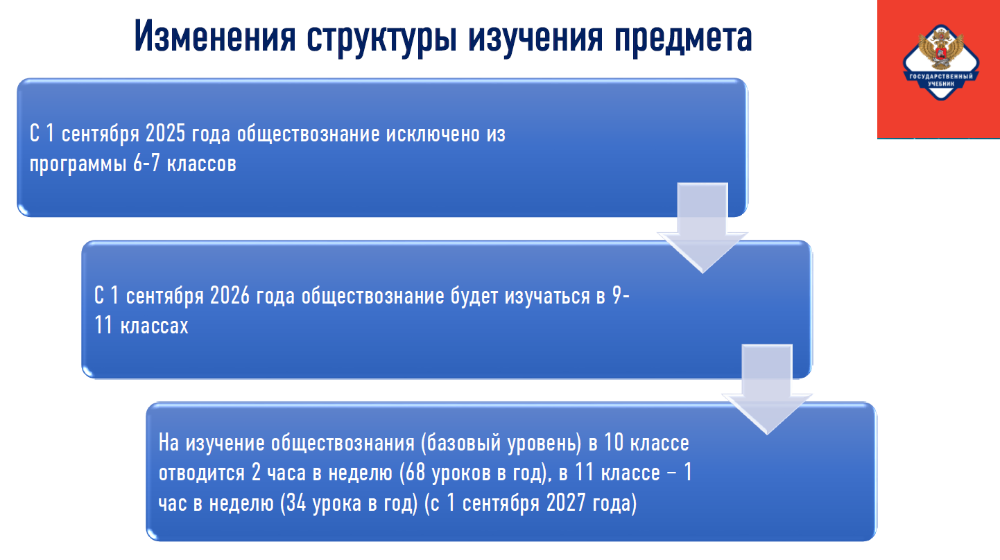 Изменения структуры изучения предмета
ГОСУДАРСТВЕННЫЙ
УЧЕБНИК
С 1 сентября 2025 года обществознание исключено из
программы 6-7 классов
С 1 сентября 2026 года обществознание будет изучаться в 9-
11 классах
На изучение обществознания (базовый уровень) в 10 классе
отводится 2 часа в неделю (68 уроков в год), в 11 классе – 1
час в неделю (34 урока в год) (с 1 сентября 2027 года)